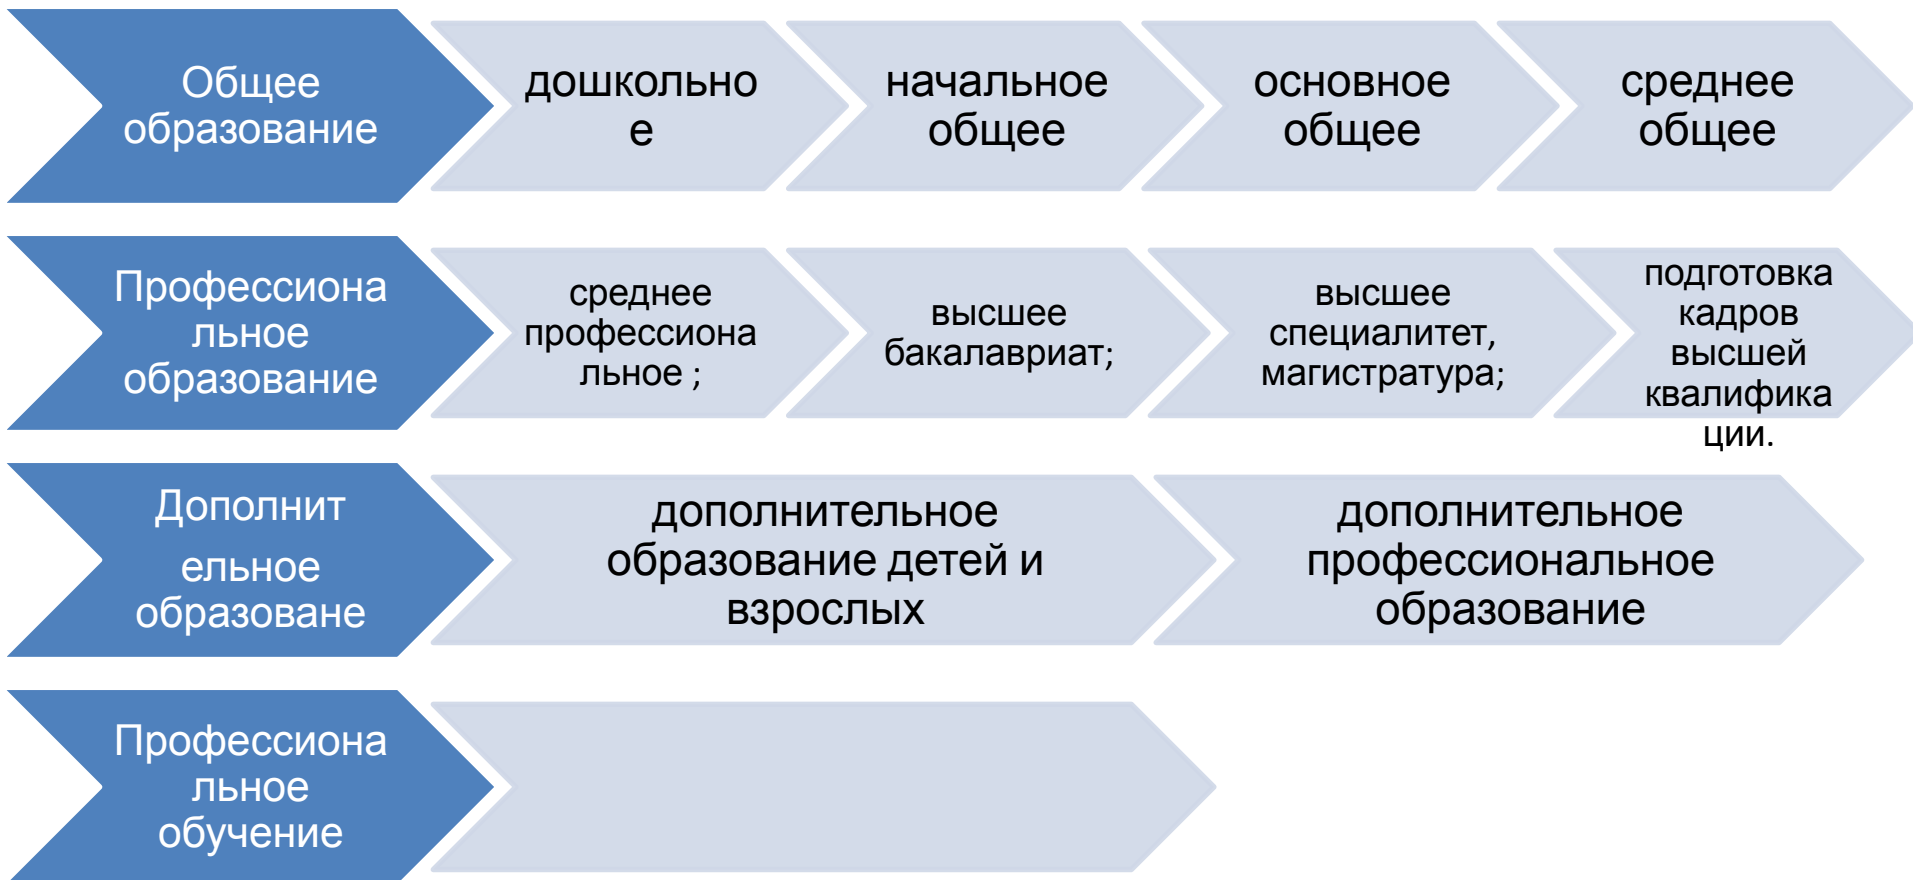 Общее
образование
дошкольно
е
начальное
общее
основное
общее
среднее
общее
Профессиона
льное
образование
среднее
профессиона
льное ;
высшее
бакалавриат;
высшее
специалитет,
магистратура;
подготовка
кадров
высшей
квалифика
ции.
Дополнит
ельное
образоване
дополнительное
образование детей и
взрослых
дополнительное
профессиональное
образование
Профессиона
льное
обучение